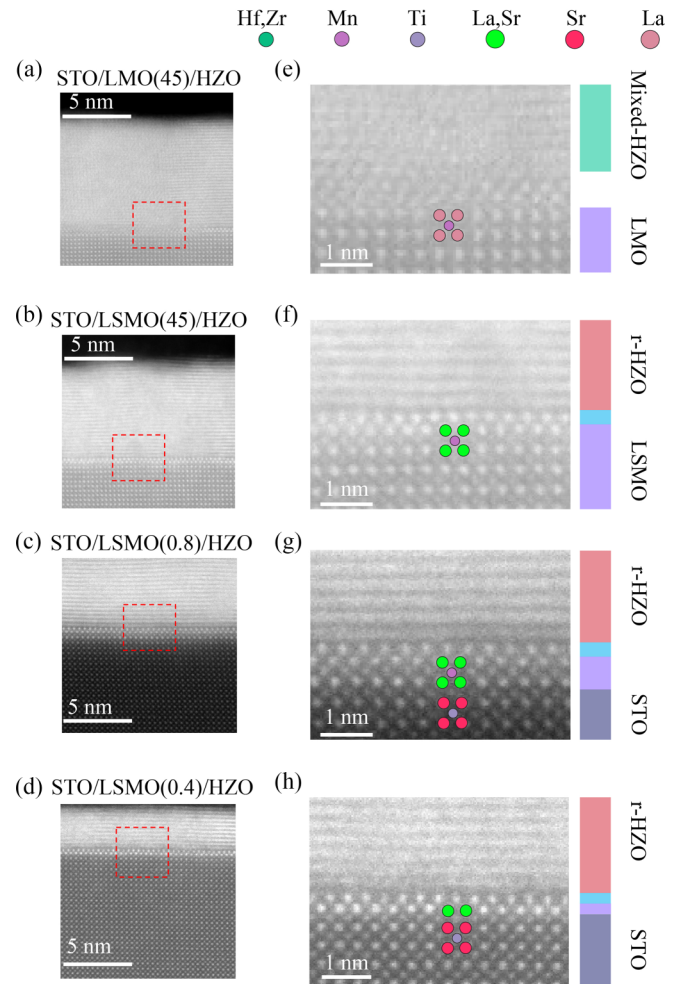 Hf,Zr Mn Ti La,Sr Sr La
(a) STO/LMO(45)/HZO
5 nm
(e)
1 nm
Mixed-HZO
LMO
(b) STO/LSMO(45)/HZO
5 nm
(f)
1 nm
r-HZO
LSMO
(c) STO/LSMO(0.8)/HZO
5 nm
(g)
1 nm
r-HZO
STO
(d) STO/LSMO(0.4)/HZO
5 nm
(h)
1 nm
r-HZO
STO